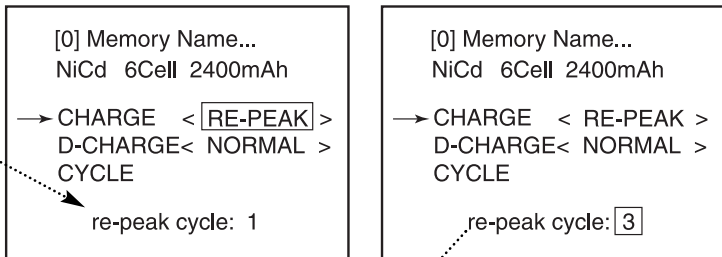 [0] Memory Name...
NiCd 6Cell 2400mAh
CHARGE < RE-PEAK >
D-CHARGE< NORMAL >
CYCLE
re-peak cycle: 1
[0] Memory Name...
NiCd 6Cell 2400mAh
CHARGE < RE-PEAK >
D-CHARGE< NORMAL >
CYCLE
re-peak cycle: 3